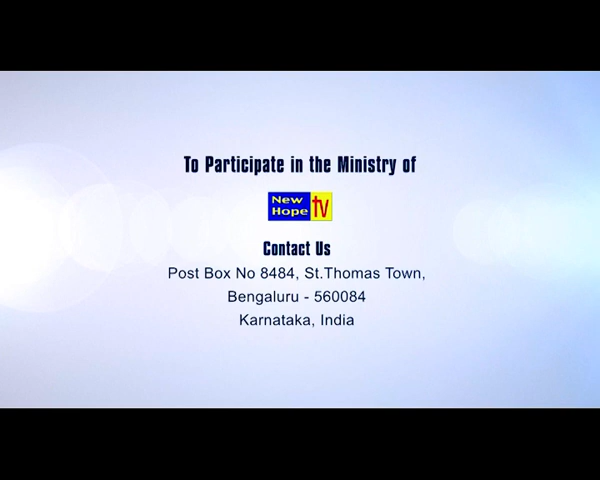 To Participate in the Ministry of
New
Hope tv
Contact Us
Post Box No 8484, St.Thomas Town,
Bengaluru - 560084
Karnataka, India